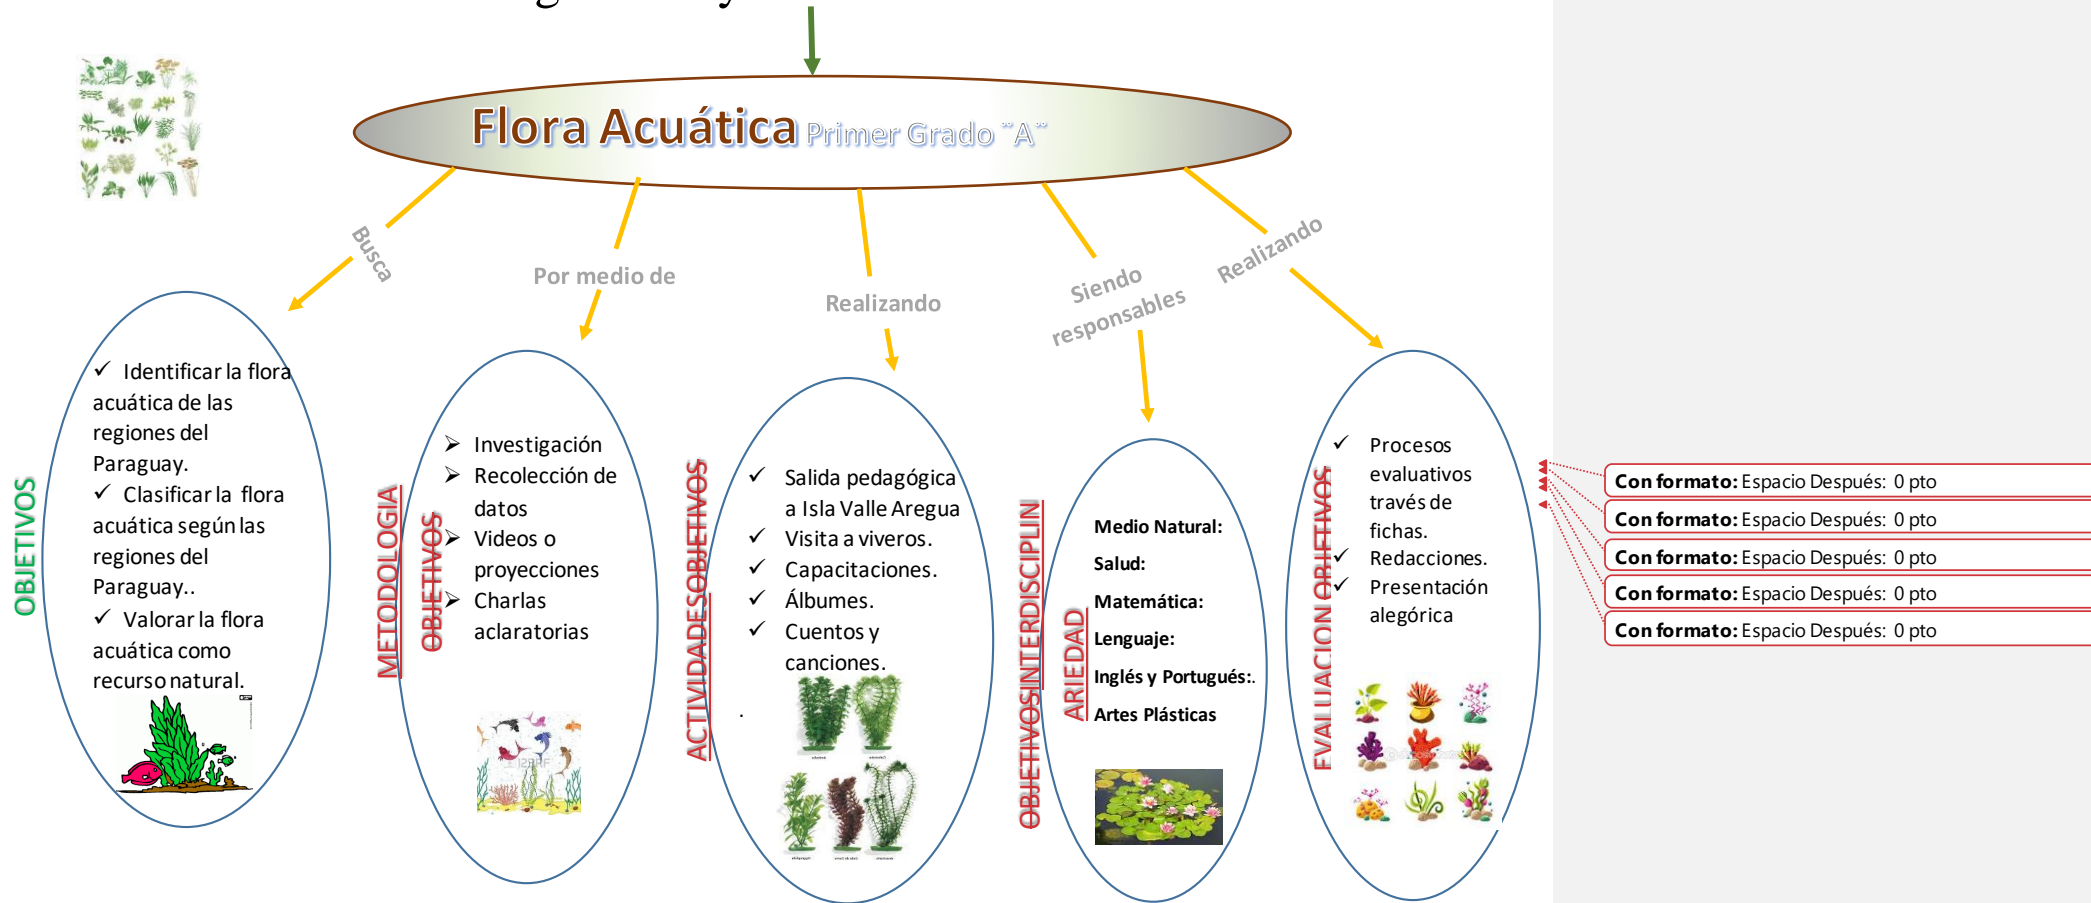 Flora Acuática Primer Grado ¨A¨
Busca
Por medio de
Realizando
Siendo
responsables
Realizando
OBJETIVOS
✓ Identificar la flora
acuática de las
regiones del
Paraguay.
✓ Clasificar la flora
acuática según las
regiones del
Paraguay..
✓ Valorar la flora
acuática como
recurso natural.
METODOLOGIA
OBJETIVOS
➢ Investigación
➢ Recolección de
datos
➢ Videos o
proyecciones
➢ Charlas
aclaratorias
123RF
ACTIVIDADESOBJETIVOS
✓ Salida pedagógica
a Isla Valle Aregua
✓ Visita a viveros.
✓ Capacitaciones.
✓ Álbumes.
✓ Cuentos y
canciones.
.
OBJETIVOSINTERDISCIPLIN
ARIEDAD
Medio Natural:
Salud:
Matemática:
Lenguaje:
Inglés y Portugués:.
Artes Plásticas
EVALUACION OBJETIVOS
✓ Procesos
evaluativos
través de
fichas.
✓ Redacciones.
✓ Presentación
alegórica
Con formato: Espacio Después: 0 pto
Con formato: Espacio Después: 0 pto
Con formato: Espacio Después: 0 pto
Con formato: Espacio Después: 0 pto
Con formato: Espacio Después: 0 pto